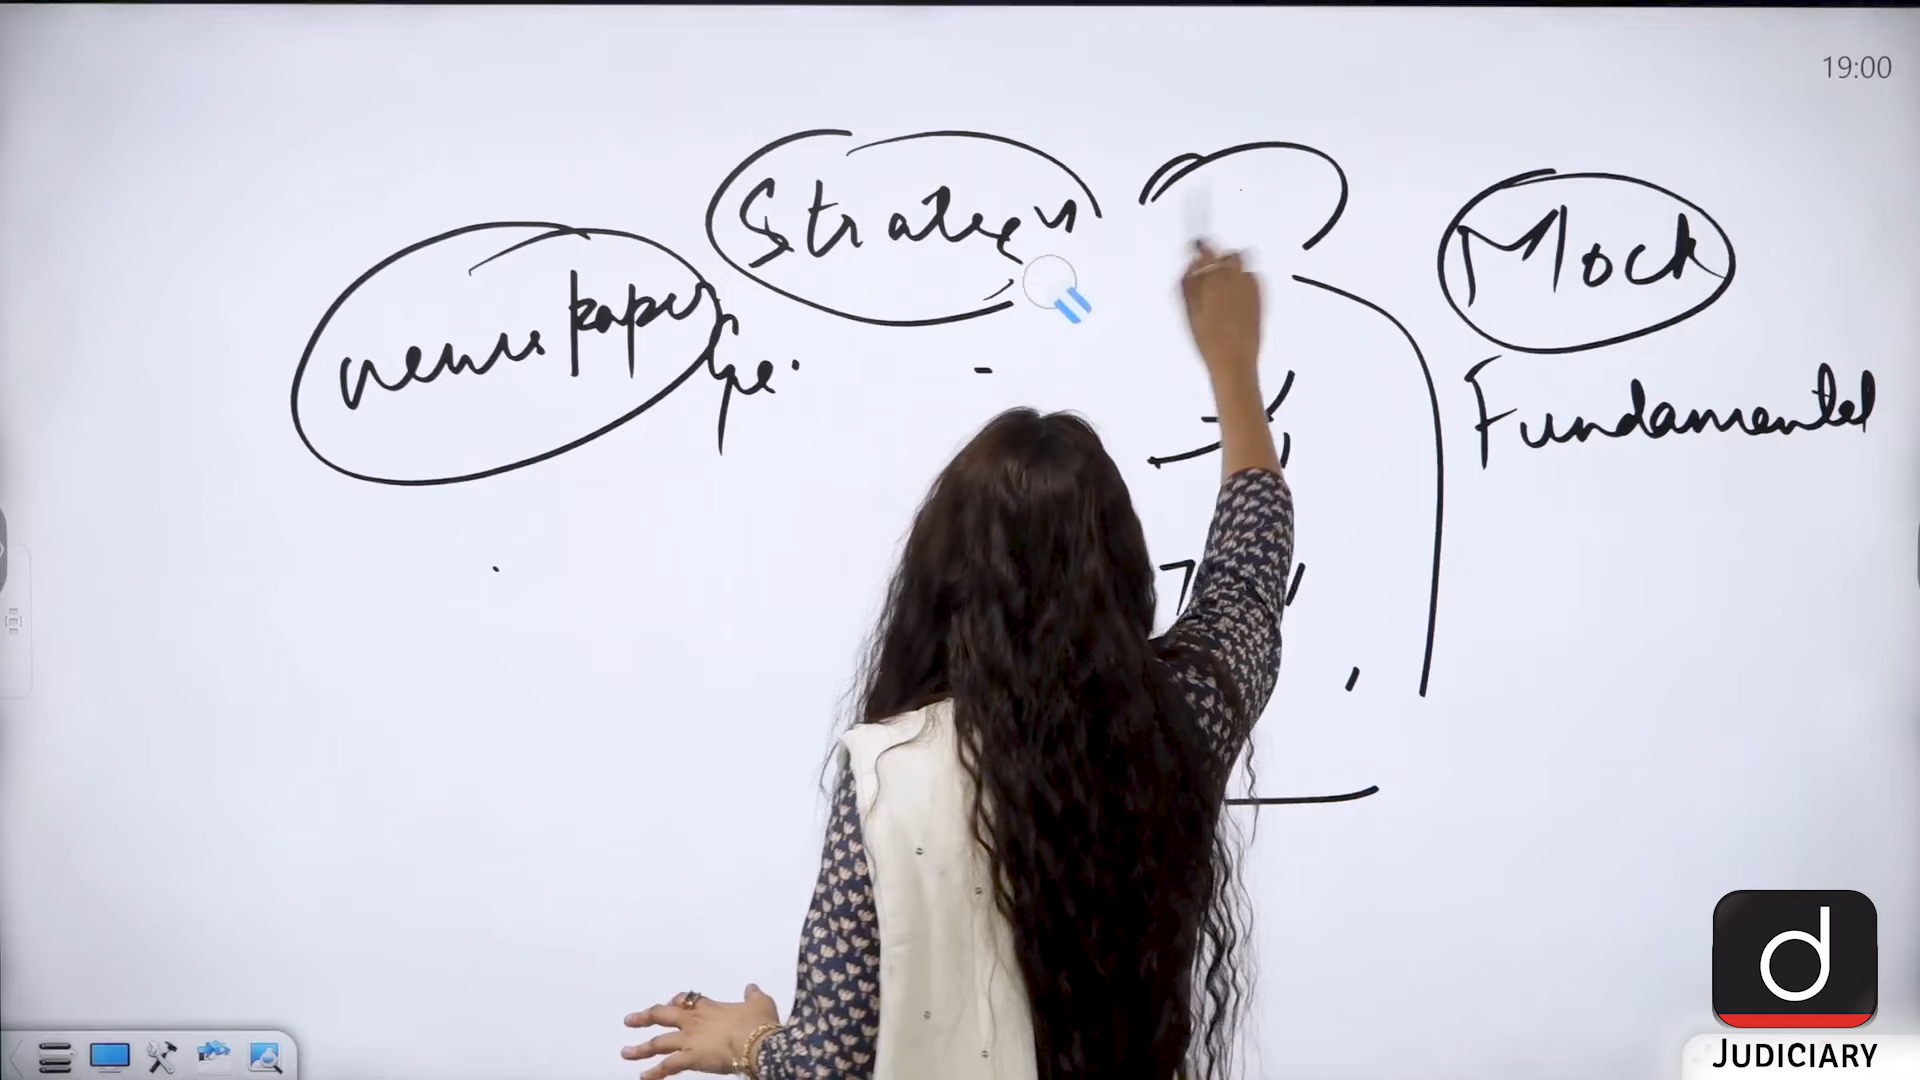 19:00
Strategy
Mock
newspaper
Fundamental
JUDICIARY